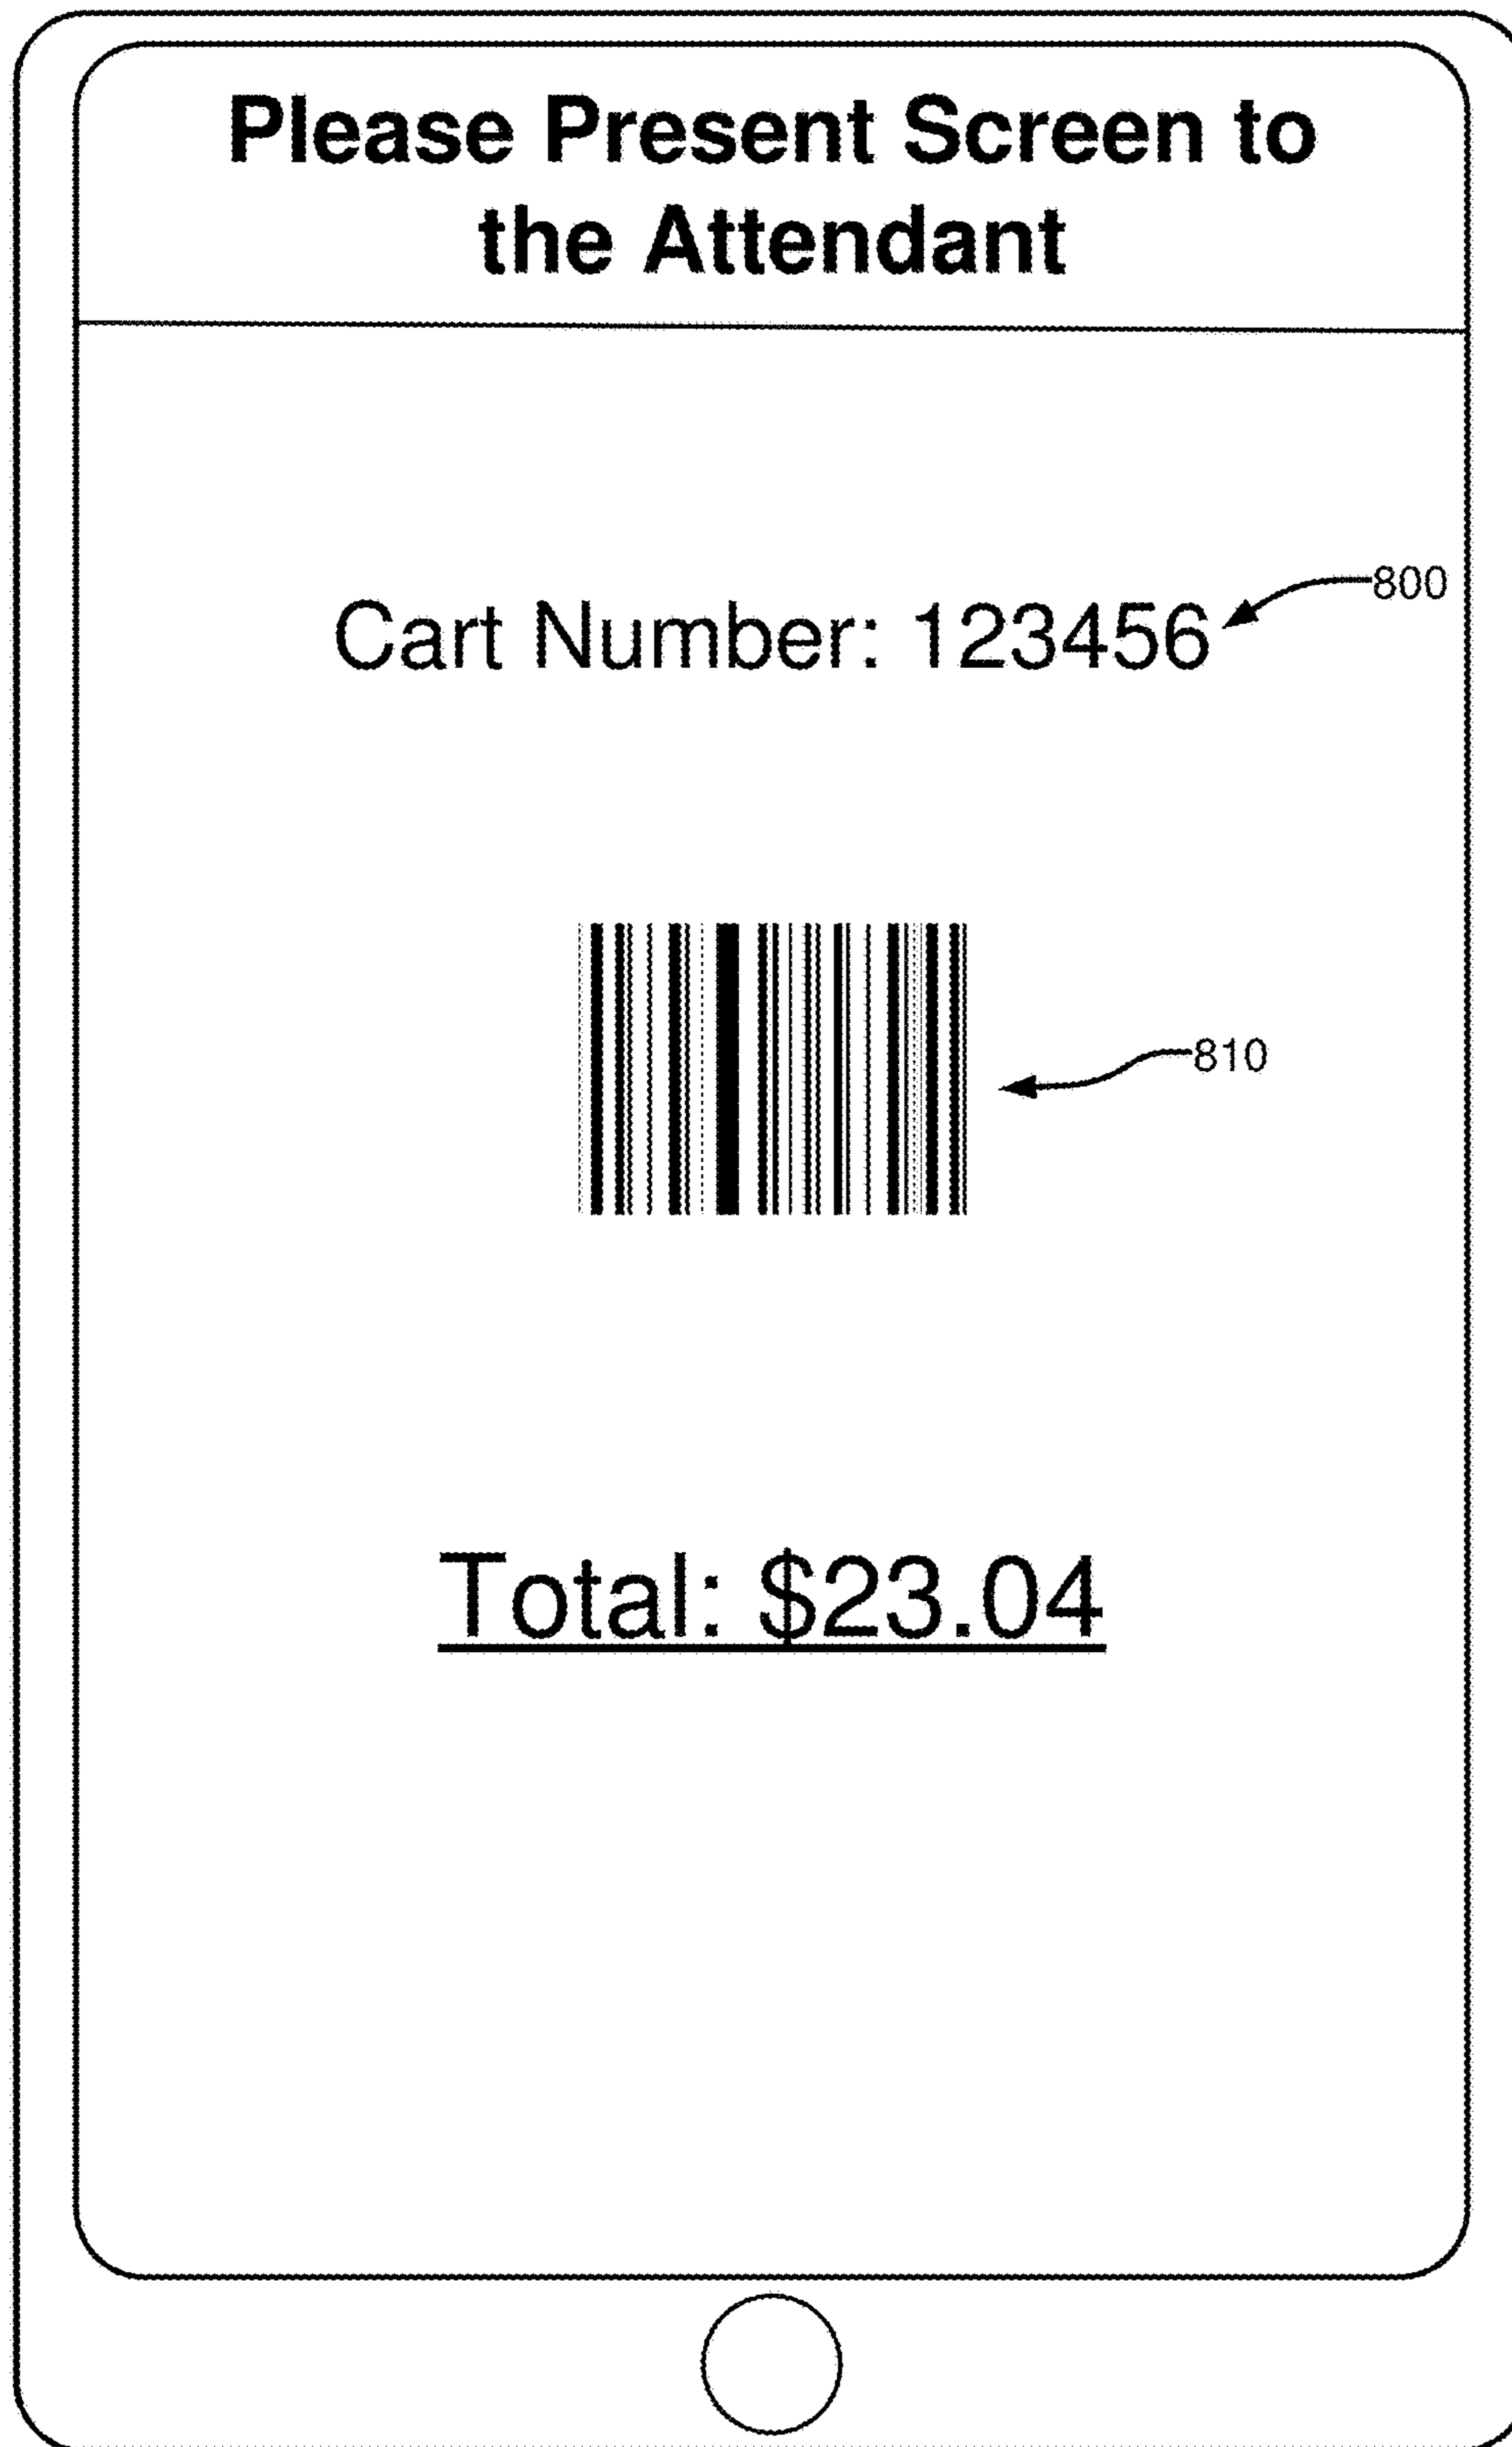 Please Present Screen to
the Attendant
800
Cart Number: 123456
810
Total: $23.04